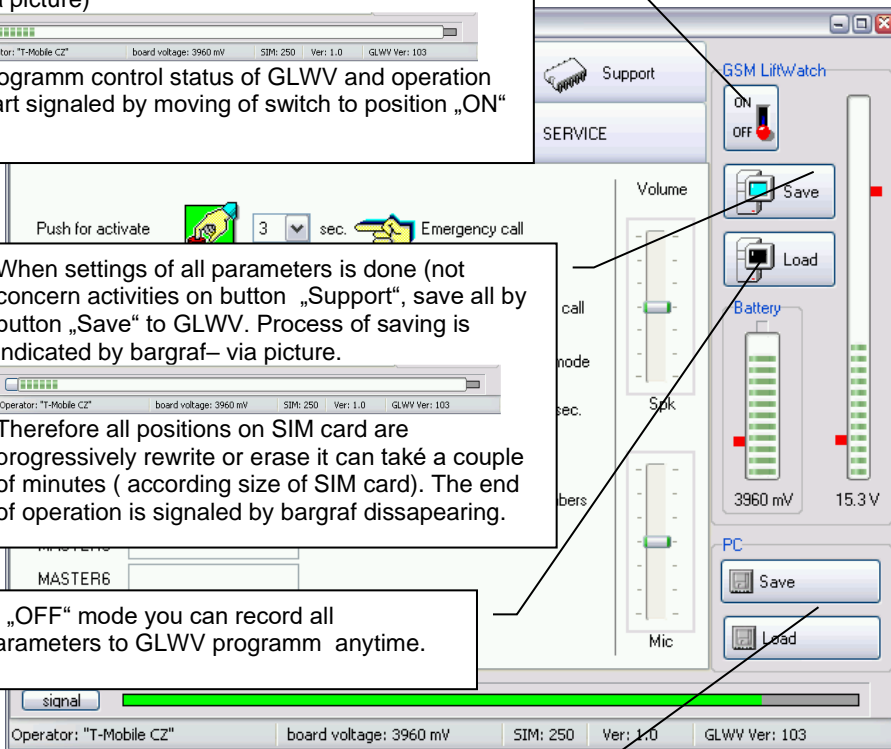 picture)
tor: "T-Mobile CZ" board voltage: 3960 mV SIM: 250 Ver: 1.0 GLWV Ver: 103
ogramm control status of GLWV and operation
art signaled by moving of switch to position „ON“
Support
SERVICE
GSM LiftWatch
ON
OFF
Save
Load
Volume
Push for activate 3 sec. Emergency call
When settings of all parameters is done (not
concern activities on button „Support“, save all by
button „Save“ to GLWV. Process of saving is
indicated by bargraf– via picture.
Operator: "T-Mobile CZ" board voltage: 3960 mV SIM: 250 Ver: 1.0 GLWV Ver: 103
Therefore all positions on SIM card are
progressively rewrite or erase it can také a couple
of minutes ( according size of SIM card). The end
of operation is signaled by bargraf dissapearing.
call
mode
sec.
Spk
Battery
3960 mV 15.3 V
bers
MASTER6
„OFF“ mode you can record all
arameters to GLWV programm anytime.
Mic
PC
Save
Load
signal
Operator: "T-Mobile CZ" board voltage: 3960 mV SIM: 250 Ver: 1.0 GLWV Ver: 103